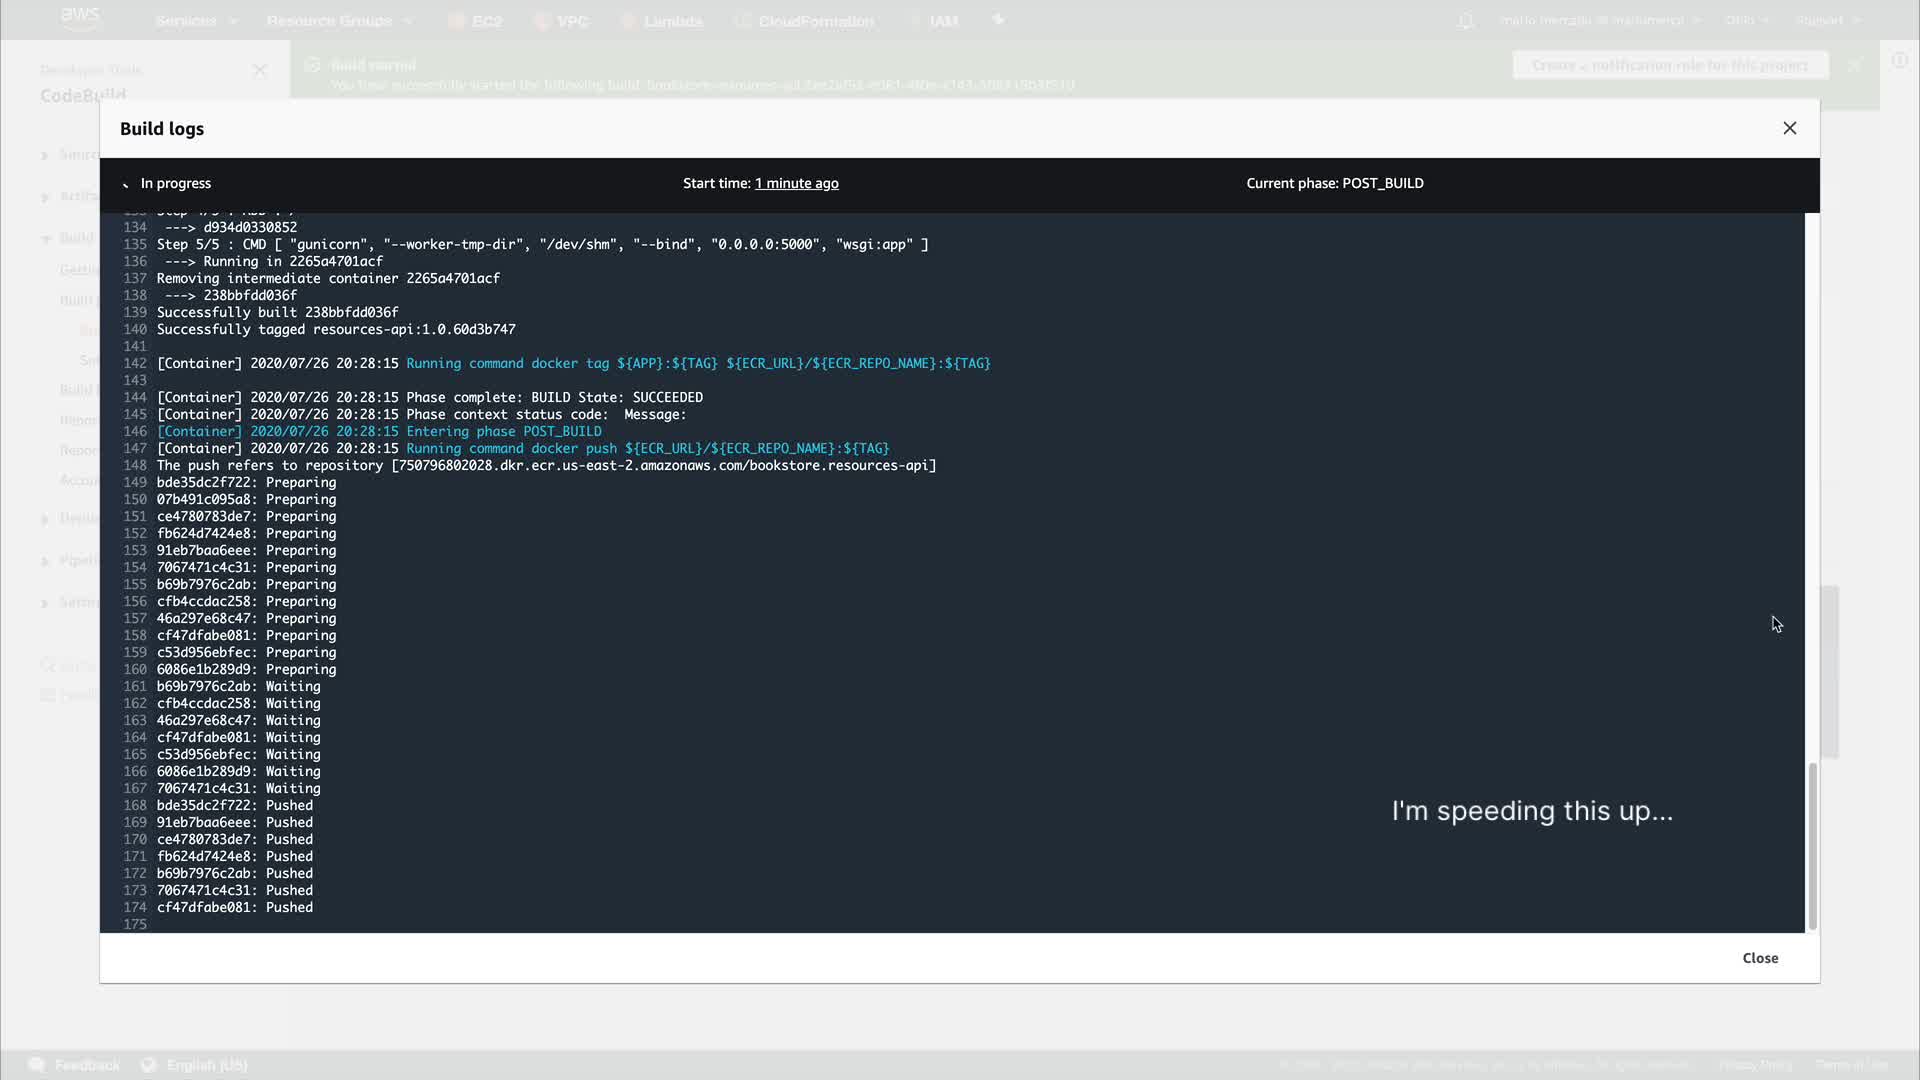 aws
Services
Resource Groups
EC2
VPC
Lambda
CloudFormation
IAM
Ohio
Support
Developer Tools
CodeBuild
Build started
Create a notification role for this project
Build logs
In progress
Start time: 1 minute ago
Current phase: POST_BUILD
134 ---> d934d0330852
135 Step 5/5 : CMD [ "gunicorn", "--worker-tmp-dir", "/dev/shm", "--bind", "0.0.0.0:5000", "wsgi:app" ]
136 ---> Running in 2265a4701acf
137 Removing intermediate container 2265a4701acf
138 ---> 238bbfdd036f
139 Successfully built 238bbfdd036f
140 Successfully tagged resources-api:1.0.60d3b747
141
142 [Container] 2020/07/26 20:28:15 Running command docker tag ${APP}:${TAG} ${ECR_URL}/${ECR_REPO_NAME}:${TAG}
143
144 [Container] 2020/07/26 20:28:15 Phase complete: BUILD State: SUCCEEDED
145 [Container] 2020/07/26 20:28:15 Phase context status code:  Message:
146 [Container] 2020/07/26 20:28:15 Entering phase POST_BUILD
147 [Container] 2020/07/26 20:28:15 Running command docker push ${ECR_URL}/${ECR_REPO_NAME}:${TAG}
148 The push refers to repository [750796802028.dkr.ecr.us-east-2.amazonaws.com/bookstore.resources-api]
149 bde35dc2f722: Preparing
150 07b491c095a8: Preparing
151 ce4780783de7: Preparing
152 fb624d7424e8: Preparing
153 91eb7baa6eee: Preparing
154 7067471c4c31: Preparing
155 b69b7976c2ab: Preparing
156 cfb4ccdac258: Preparing
157 46a297e68c47: Preparing
158 cf47dfabe081: Preparing
159 c53d956ebfec: Preparing
160 6086e1b289d9: Preparing
161 b69b7976c2ab: Waiting
162 cfb4ccdac258: Waiting
163 46a297e68c47: Waiting
164 cf47dfabe081: Waiting
165 c53d956ebfec: Waiting
166 6086e1b289d9: Waiting
167 7067471c4c31: Waiting
168 bde35dc2f722: Pushed
169 91eb7baa6eee: Pushed
170 ce4780783de7: Pushed
171 fb624d7424e8: Pushed
172 b69b7976c2ab: Pushed
173 7067471c4c31: Pushed
174 cf47dfabe081: Pushed
175
I'm speeding this up...
Close
Feedback
English (US)
Privacy Policy
Terms of Use